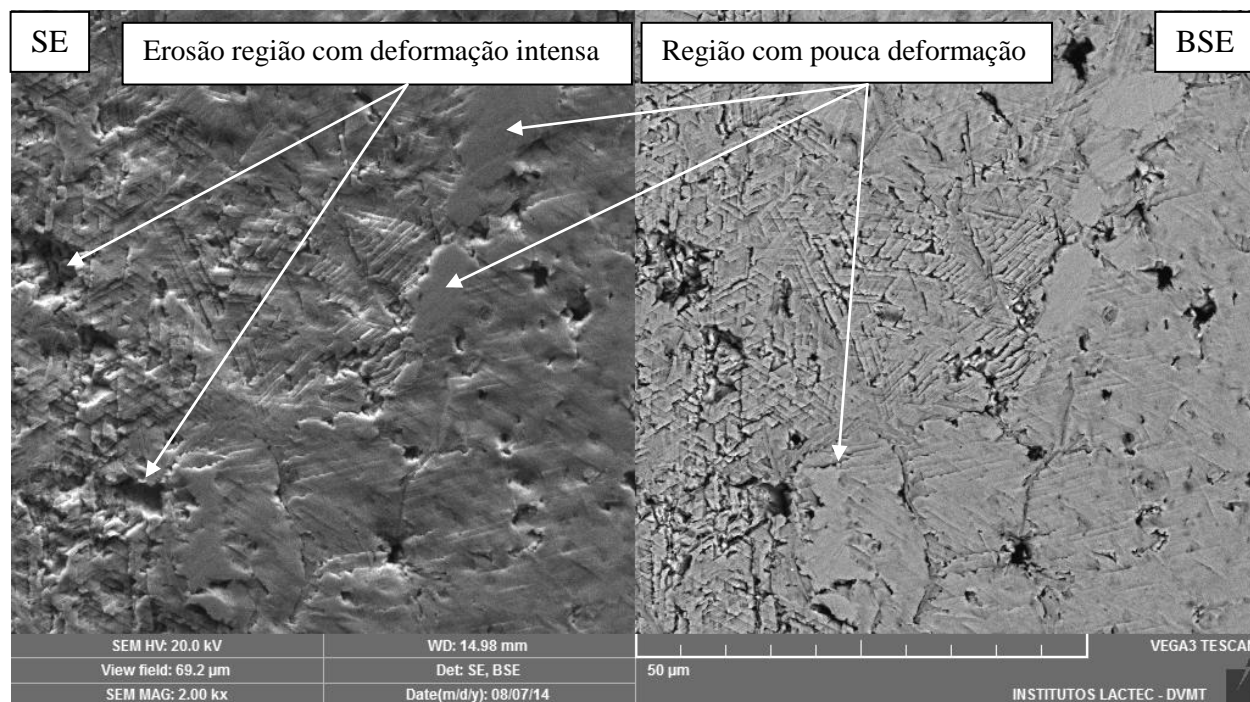 SE
Erosão região com deformação intensa
Região com pouca deformação
BSE
SEM HV: 20.0 kV
WD: 14.98 mm
VEGA3 TESCAN
View field: 69.2 µm
Det: SE, BSE
50 µm
SEM MAG: 2.00 kx
Date(m/d/y): 08/07/14
INSTITUTOS LACTEC - DVMT